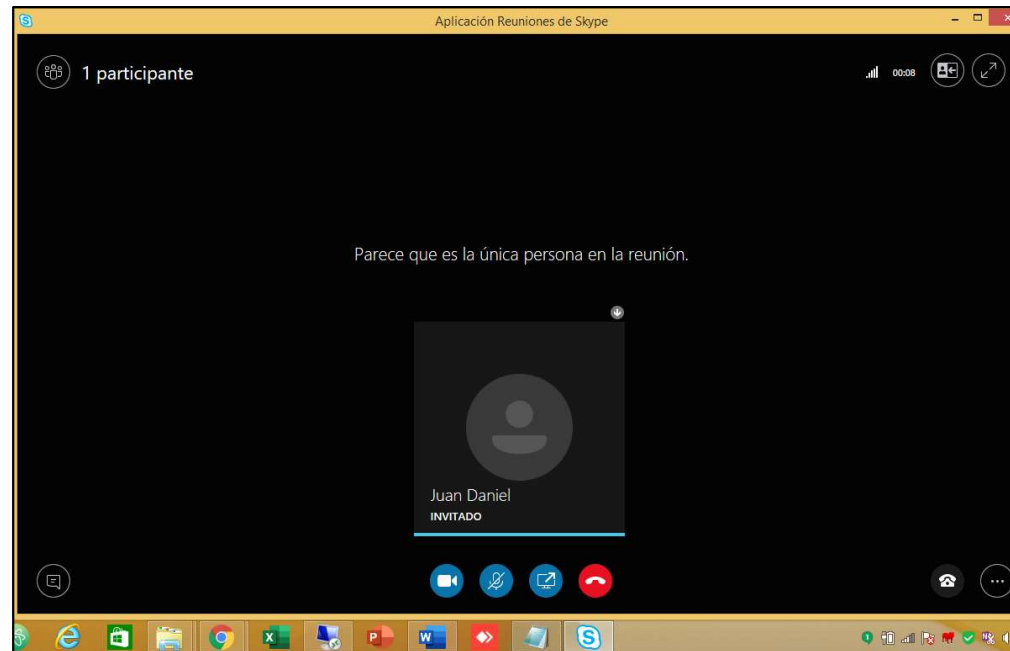 Aplicación Reuniones de Skype
1 participante
00:08
Parece que es la única persona en la reunión.
Juan Daniel
INVITADO